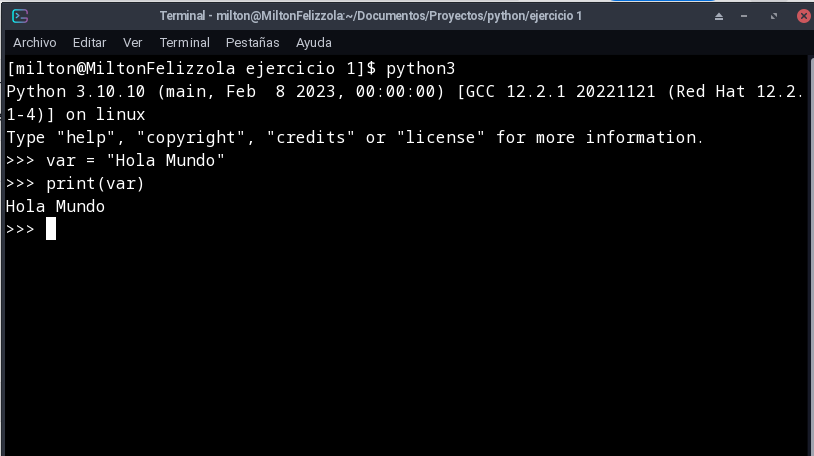 Terminal - milton@MiltonFelizzola:~/Documentos/Proyectos/python/ejercicio 1
Archivo Editar Ver Terminal Pestañas Ayuda
[milton@MiltonFelizzola ejercicio 1]$ python3
Python 3.10.10 (main, Feb  8 2023, 00:00:00) [GCC 12.2.1 20221121 (Red Hat 12.2.
1-4)] on linux
Type "help", "copyright", "credits" or "license" for more information.
>>> var = "Hola Mundo"
>>> print(var)
Hola Mundo
>>>